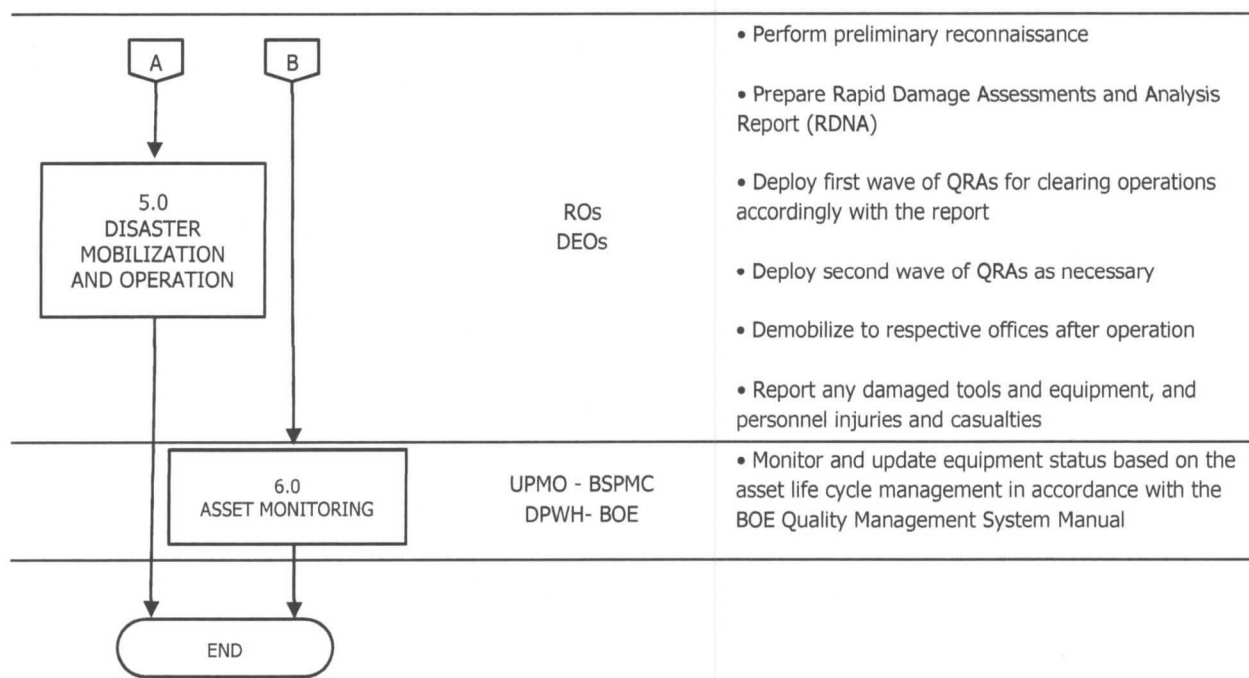 A
B
5.0
DISASTER
MOBILIZATION
AND OPERATION
ROs
DEOs
• Perform preliminary reconnaissance
• Prepare Rapid Damage Assessments and Analysis
Report (RDNA)
• Deploy first wave of QRAs for clearing operations
accordingly with the report
• Deploy second wave of QRAs as necessary
• Demobilize to respective offices after operation
• Report any damaged tools and equipment, and
personnel injuries and casualties
6.0
ASSET MONITORING
UPMO - BSPMC
DPWH- BOE
• Monitor and update equipment status based on the
asset life cycle management in accordance with the
BOE Quality Management System Manual
END